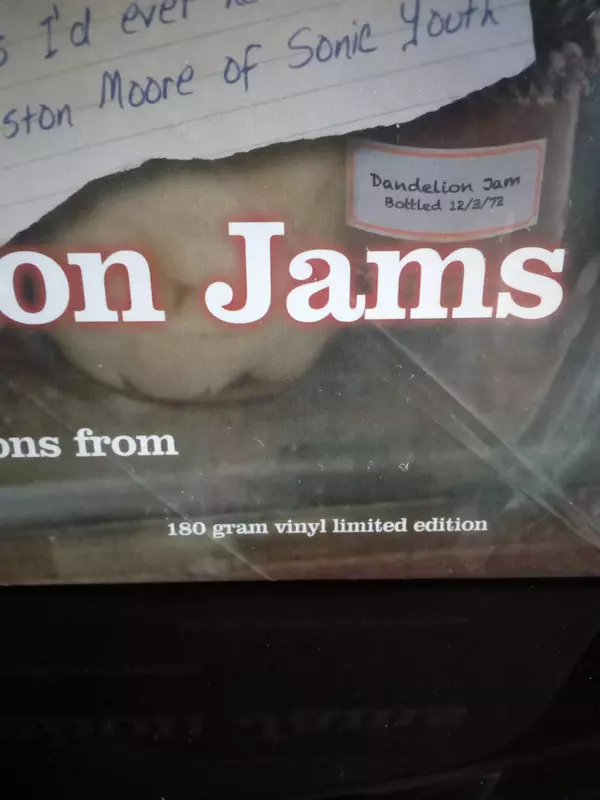 I'd ever
ston Moore of Sonic Youth
Dandelion Jam
Bottled 12/3/72
on Jams
ons from
180 gram vinyl limited edition